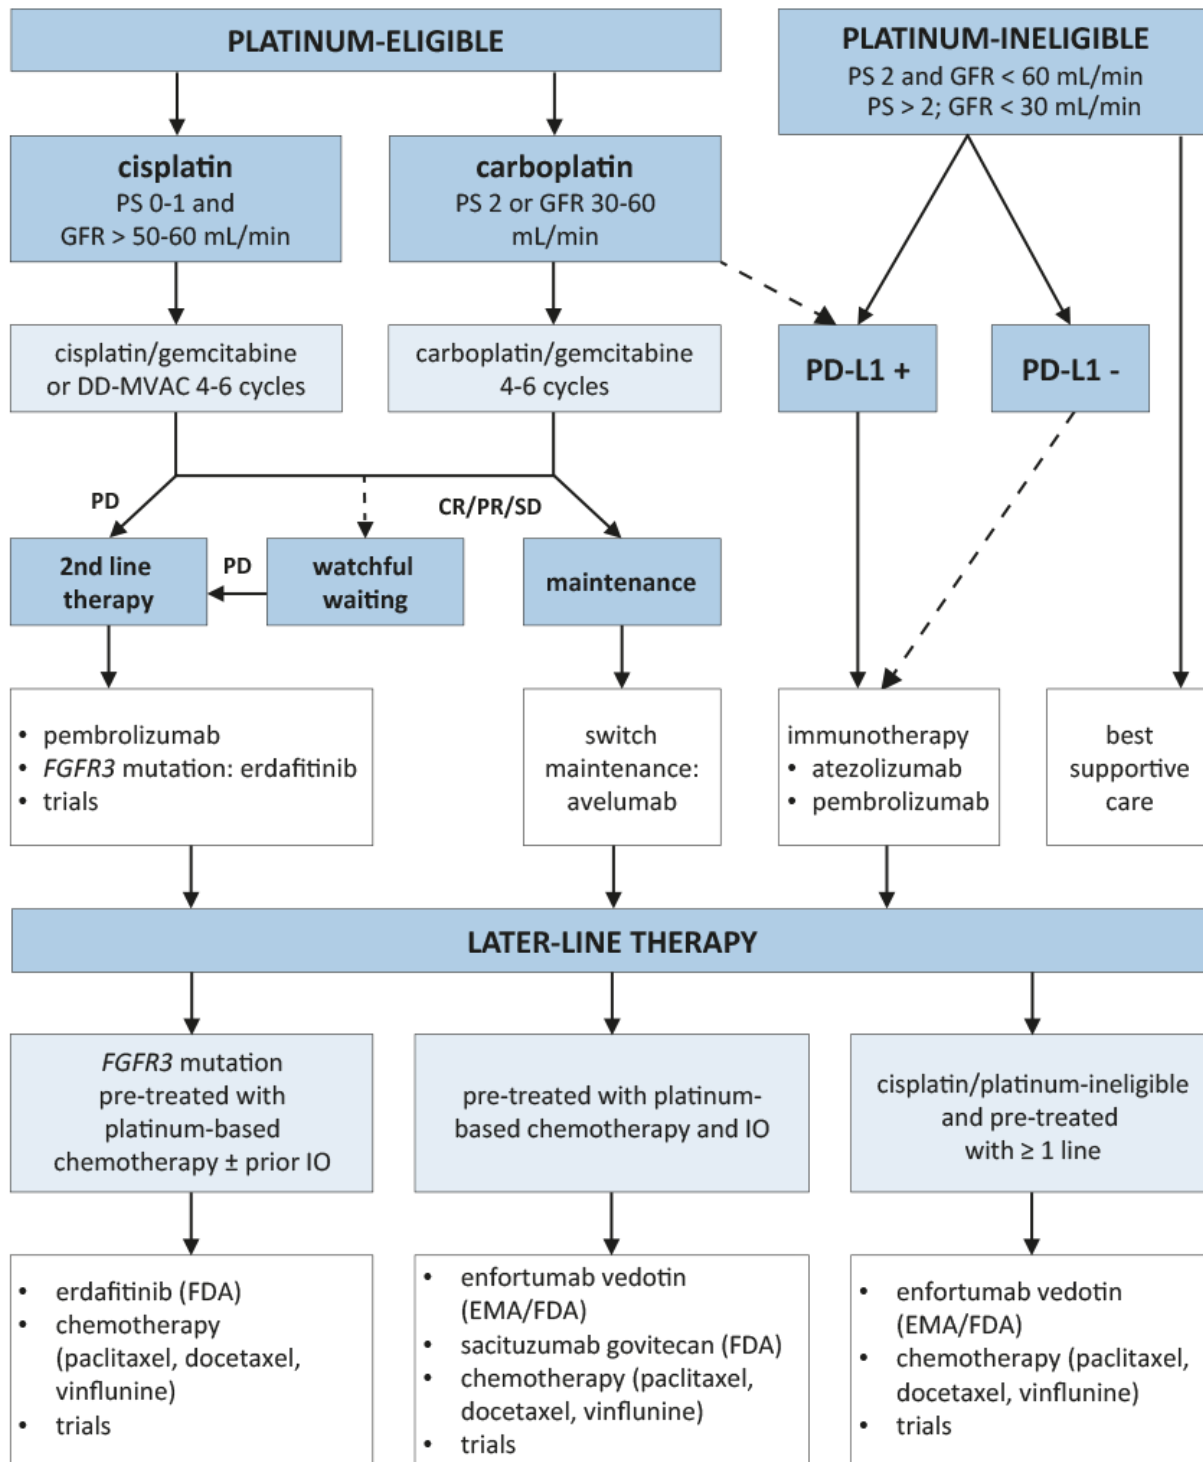 PLATINUM-ELIGIBLE
PLATINUM-INELIGIBLE
PS 2 and GFR < 60 mL/min
PS > 2; GFR < 30 mL/min
cisplatin
PS 0-1 and
GFR > 50-60 mL/min
carboplatin
PS 2 or GFR 30-60
mL/min
cisplatin/gemcitabine
or DD-MVAC 4-6 cycles
carboplatin/gemcitabine
4-6 cycles
PD-L1 +
PD-L1 -
PD
CR/PR/SD
2nd line
therapy
PD
watchful
waiting
maintenance
• pembrolizumab
• FGFR3 mutation: erdafitinib
• trials
switch
maintenance:
avelumab
immunotherapy
• atezolizumab
• pembrolizumab
best
supportive
care
LATER-LINE THERAPY
FGFR3 mutation
pre-treated with
platinum-based
chemotherapy ± prior IO
pre-treated with platinum-
based chemotherapy and IO
cisplatin/platinum-ineligible
and pre-treated
with ≥ 1 line
• erdafitinib (FDA)
• chemotherapy
(paclitaxel, docetaxel,
vinflunine)
• trials
• enfortumab vedotin
(EMA/FDA)
• sacituzumab govitecan (FDA)
• chemotherapy (paclitaxel,
docetaxel, vinflunine)
• trials
• enfortumab vedotin
(EMA/FDA)
• chemotherapy (paclitaxel,
docetaxel, vinflunine)
• trials